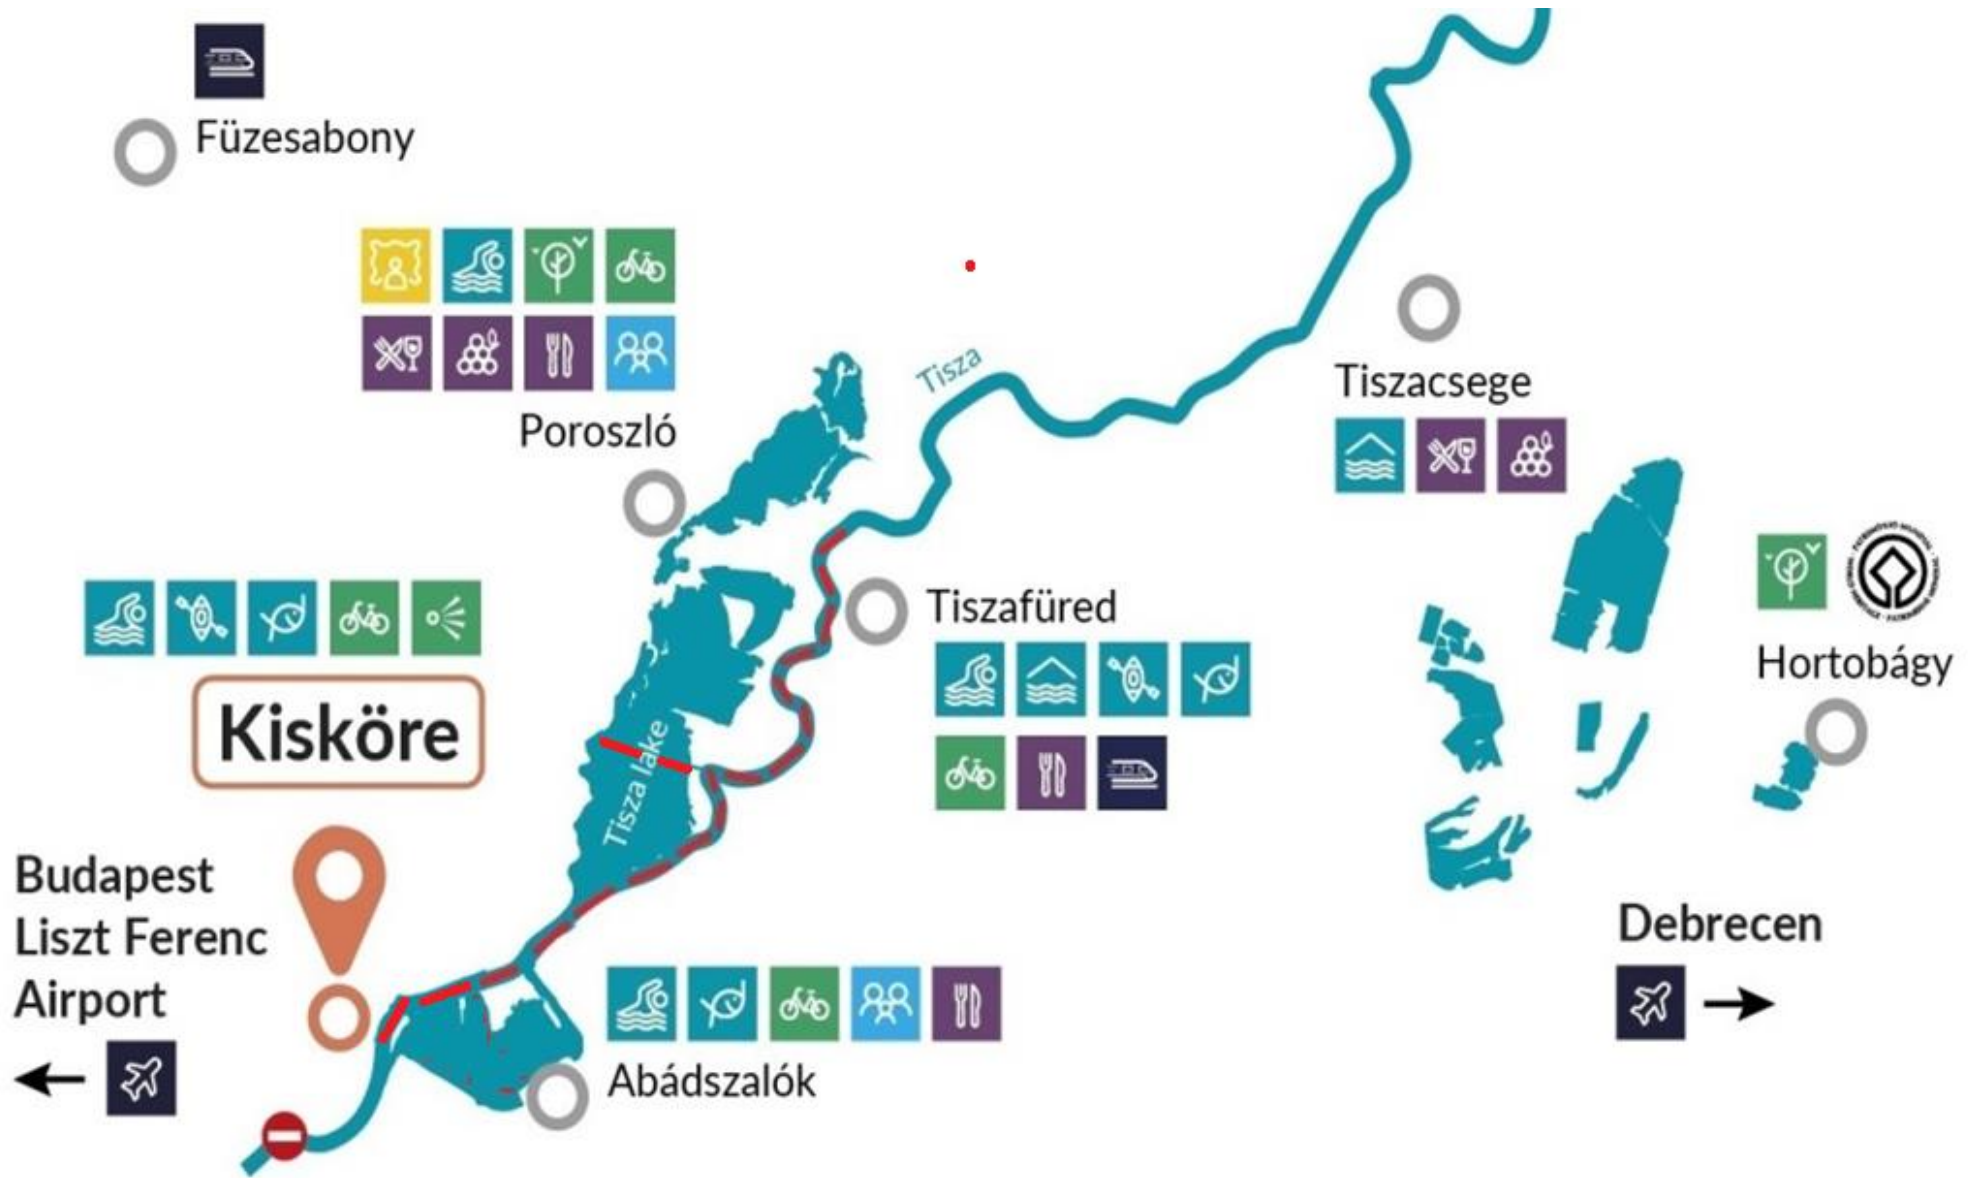 Füzesabony
Poroszló
Tisza
Tiszacsege
Tiszafüred
Hortobágy
Kisköre
Tisza lake
Budapest
Liszt Ferenc
Airport
Debrecen
Abádszalók